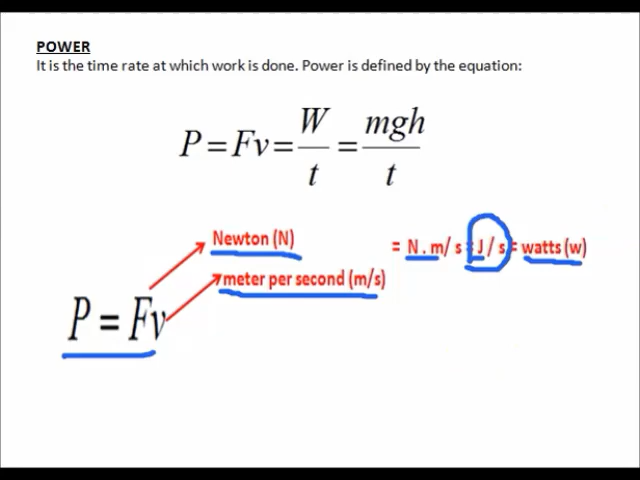 POWER
It is the time rate at which work is done. Power is defined by the equation:
P = Fv = W/t = mgh/t
Newton (N)
= N . m/ s = J / s = watts (w)
meter per second (m/s)
P = Fv